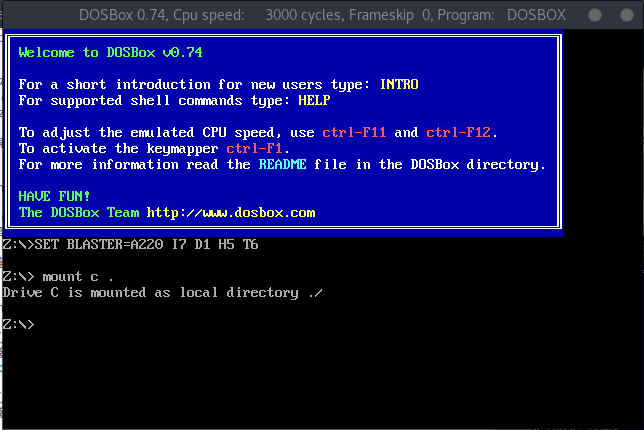 DOSBox 0.74, Cpu speed:    3000 cycles, Frameskip  0, Program:   DOSBOX
Welcome to DOSBox v0.74
For a short introduction for new users type: INTRO
For supported shell commands type: HELP
To adjust the emulated CPU speed, use ctrl-F11 and ctrl-F12.
To activate the keymapper ctrl-F1.
For more information read the README file in the DOSBox directory.
HAVE FUN!
The DOSBox Team http://www.dosbox.com
Z:\>SET BLASTER=A220 I7 D1 H5 T6
Z:\> mount c .
Drive C is mounted as local directory ./
Z:\>